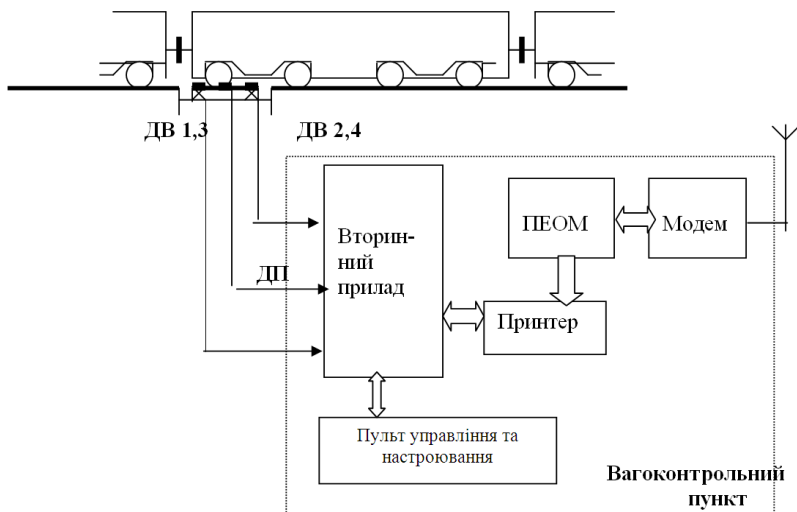 ДВ 1,3
ДВ 2,4
ПЕОМ
Модем
Вторин-
ний
прилад
ДП
Принтер
Пульт управління та
настроювання
Вагоконтрольний
пункт